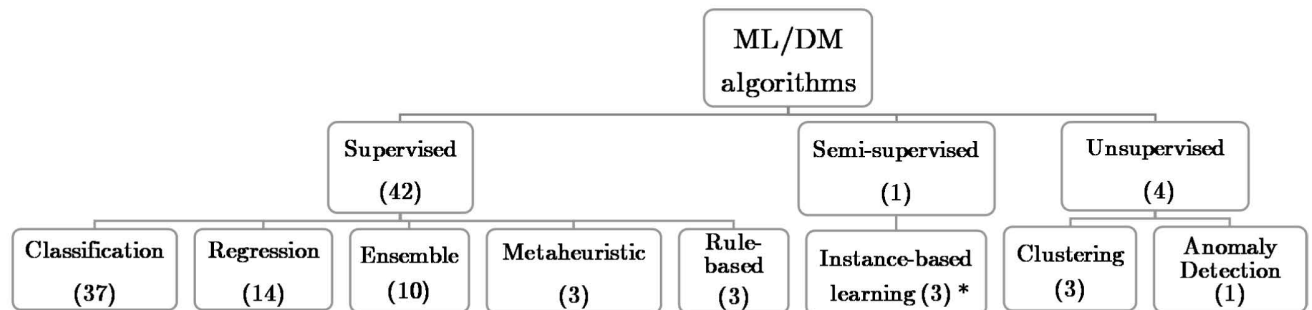 ML/DM
algorithms
Supervised
(42)
Semi-supervised
(1)
Unsupervised
(4)
Classification
(37)
Regression
(14)
Ensemble
(10)
Metaheuristic
(3)
Rule-
based
(3)
Instance-based
learning (3) *
Clustering
(3)
Anomaly
Detection
(1)